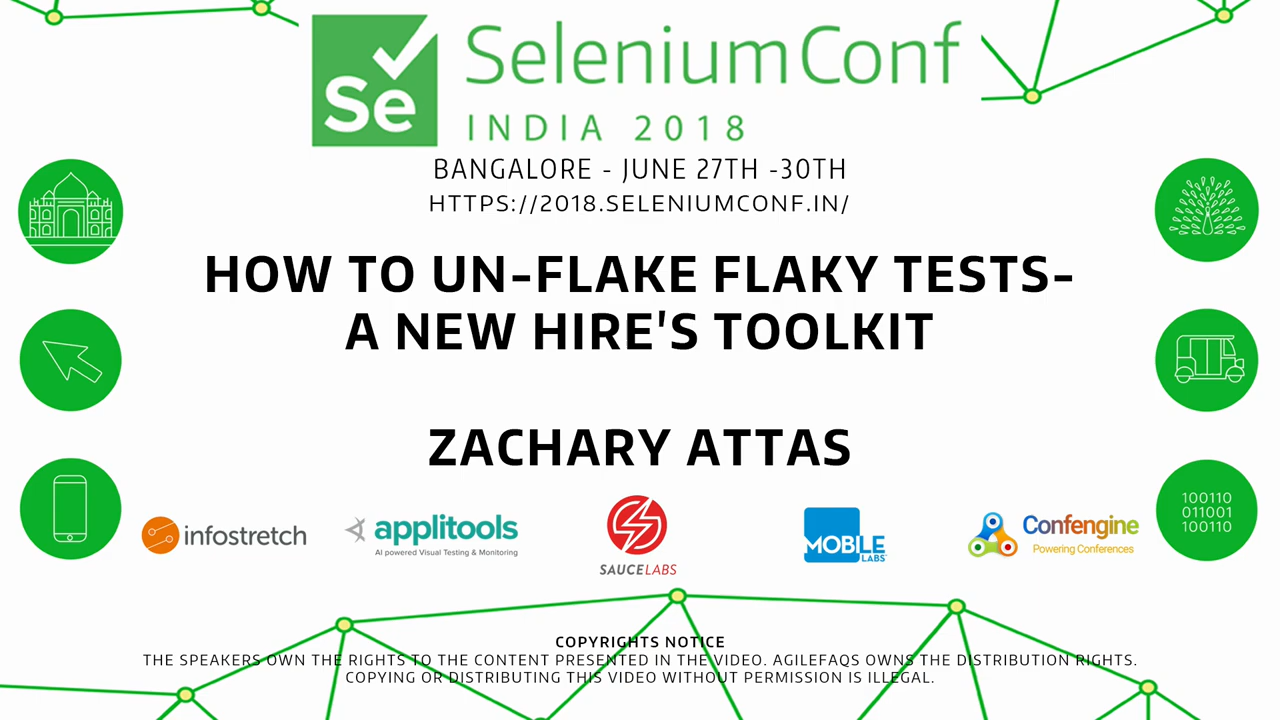 Se SeleniumConf
INDIA 2018
BANGALORE - JUNE 27TH -30TH
HTTPS://2018.SELENIUMCONF.IN/
HOW TO UN-FLAKE FLAKY TESTS-
A NEW HIRE'S TOOLKIT
ZACHARY ATTAS
infostretch
applitools
AI powered Visual Testing & Monitoring
SAUCELABS
MOBILE
LABS
Confengine
Powering Conferences
100110
011001
100110
COPYRIGHTS NOTICE
THE SPEAKERS OWN THE RIGHTS TO THE CONTENT PRESENTED IN THE VIDEO. AGILEFAQS OWNS THE DISTRIBUTION RIGHTS.
COPYING OR DISTRIBUTING THIS VIDEO WITHOUT PERMISSION IS ILLEGAL.